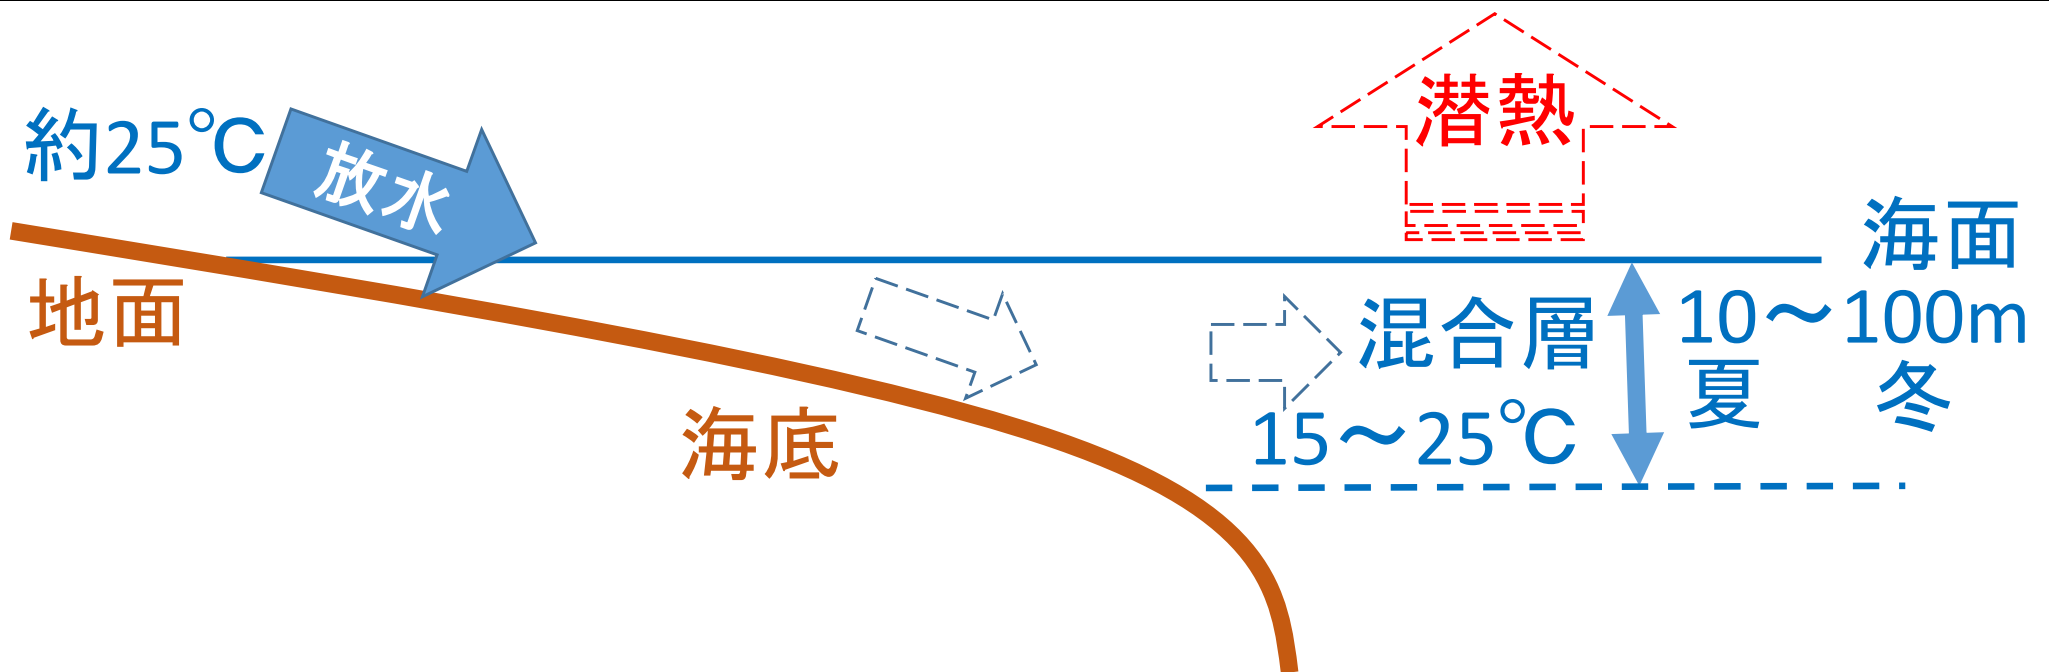 約25℃
放水
潜熱
海面
地面
混合層
10～100m
夏 冬
海底
15～25℃